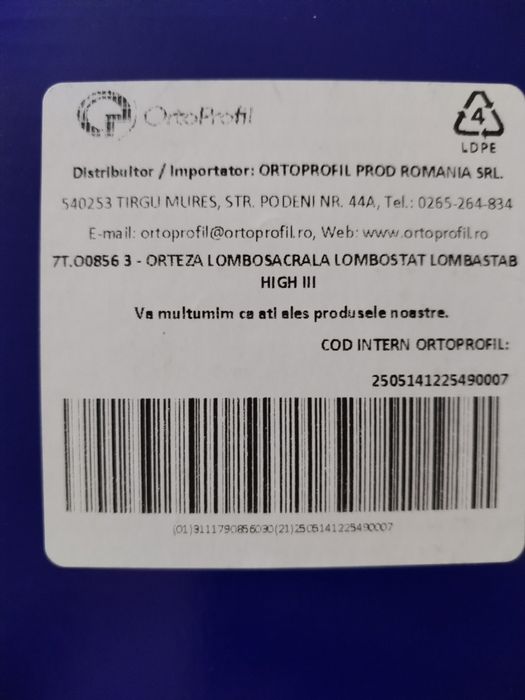 OrtoProfil
4
LDPE
Distribuitor / Importator: ORTOPROFIL PROD ROMANIA SRL.
540253 TIRGU MURES, STR. PODENI NR. 44A, Tel.: 0265-264-834
E-mail: ortoprofil@ortoprofil.ro, Web: www.ortoprofil.ro
7T.O0856 3 - ORTEZA LOMBOSACRALA LOMBOSTAT LOMBASTAB
HIGH III
Va multumim ca ati ales produsele noastre.
COD INTERN ORTOPROFIL:
2505141225490007
(01)9111790856090(21)2505141225490007